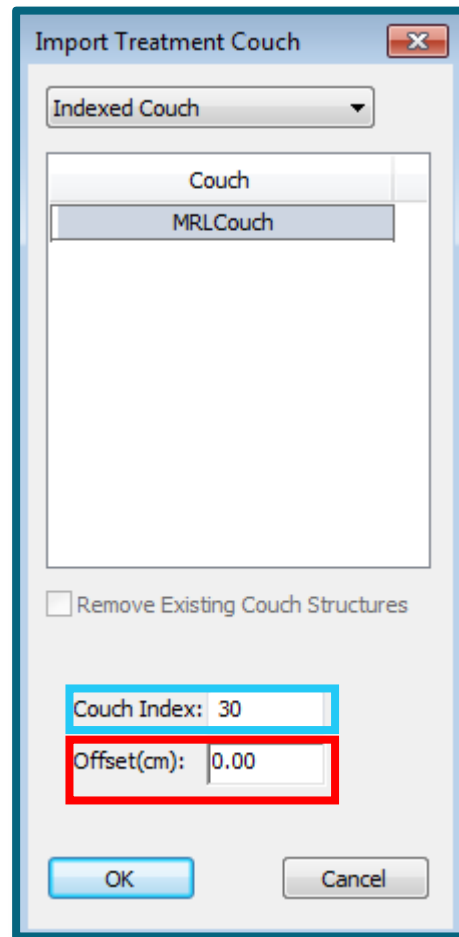 Import Treatment Couch
Indexed Couch
Couch
MRLCouch
Remove Existing Couch Structures
Couch Index: 30
Offset(cm): 0.00
OK Cancel